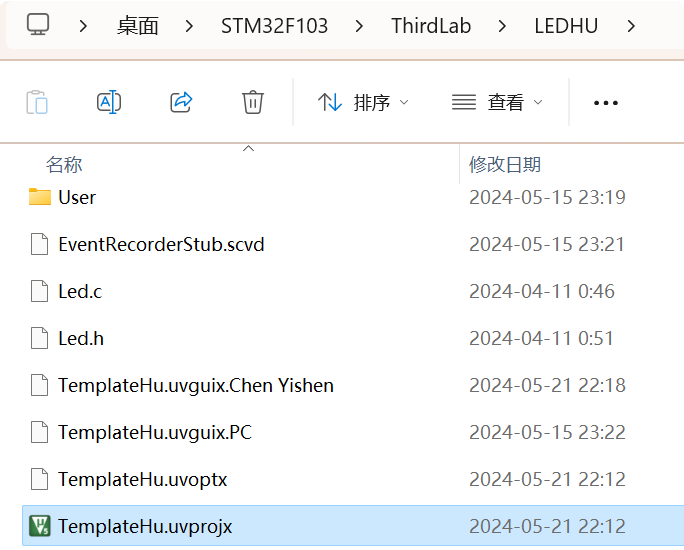 桌面 STM32F103 ThirdLab LEDHU
排序 查看
名称 修改日期
User 2024-05-15 23:19
EventRecorderStub.scvd 2024-05-15 23:21
Led.c 2024-04-11 0:46
Led.h 2024-04-11 0:51
TemplateHu.uvguix.Chen Yishen 2024-05-21 22:18
TemplateHu.uvguix.PC 2024-05-15 23:22
TemplateHu.uvoptx 2024-05-21 22:12
TemplateHu.uvprojx 2024-05-21 22:12